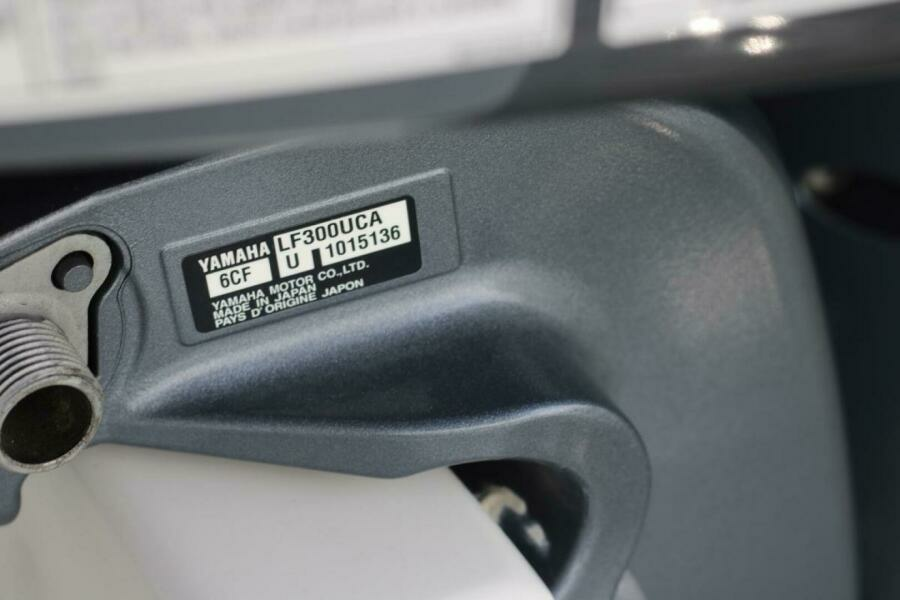 YAMAHA LF300UCA
6CF U 1015136
YAMAHA MOTOR CO.,LTD.
MADE IN JAPAN
PAYS D'ORIGINE JAPON